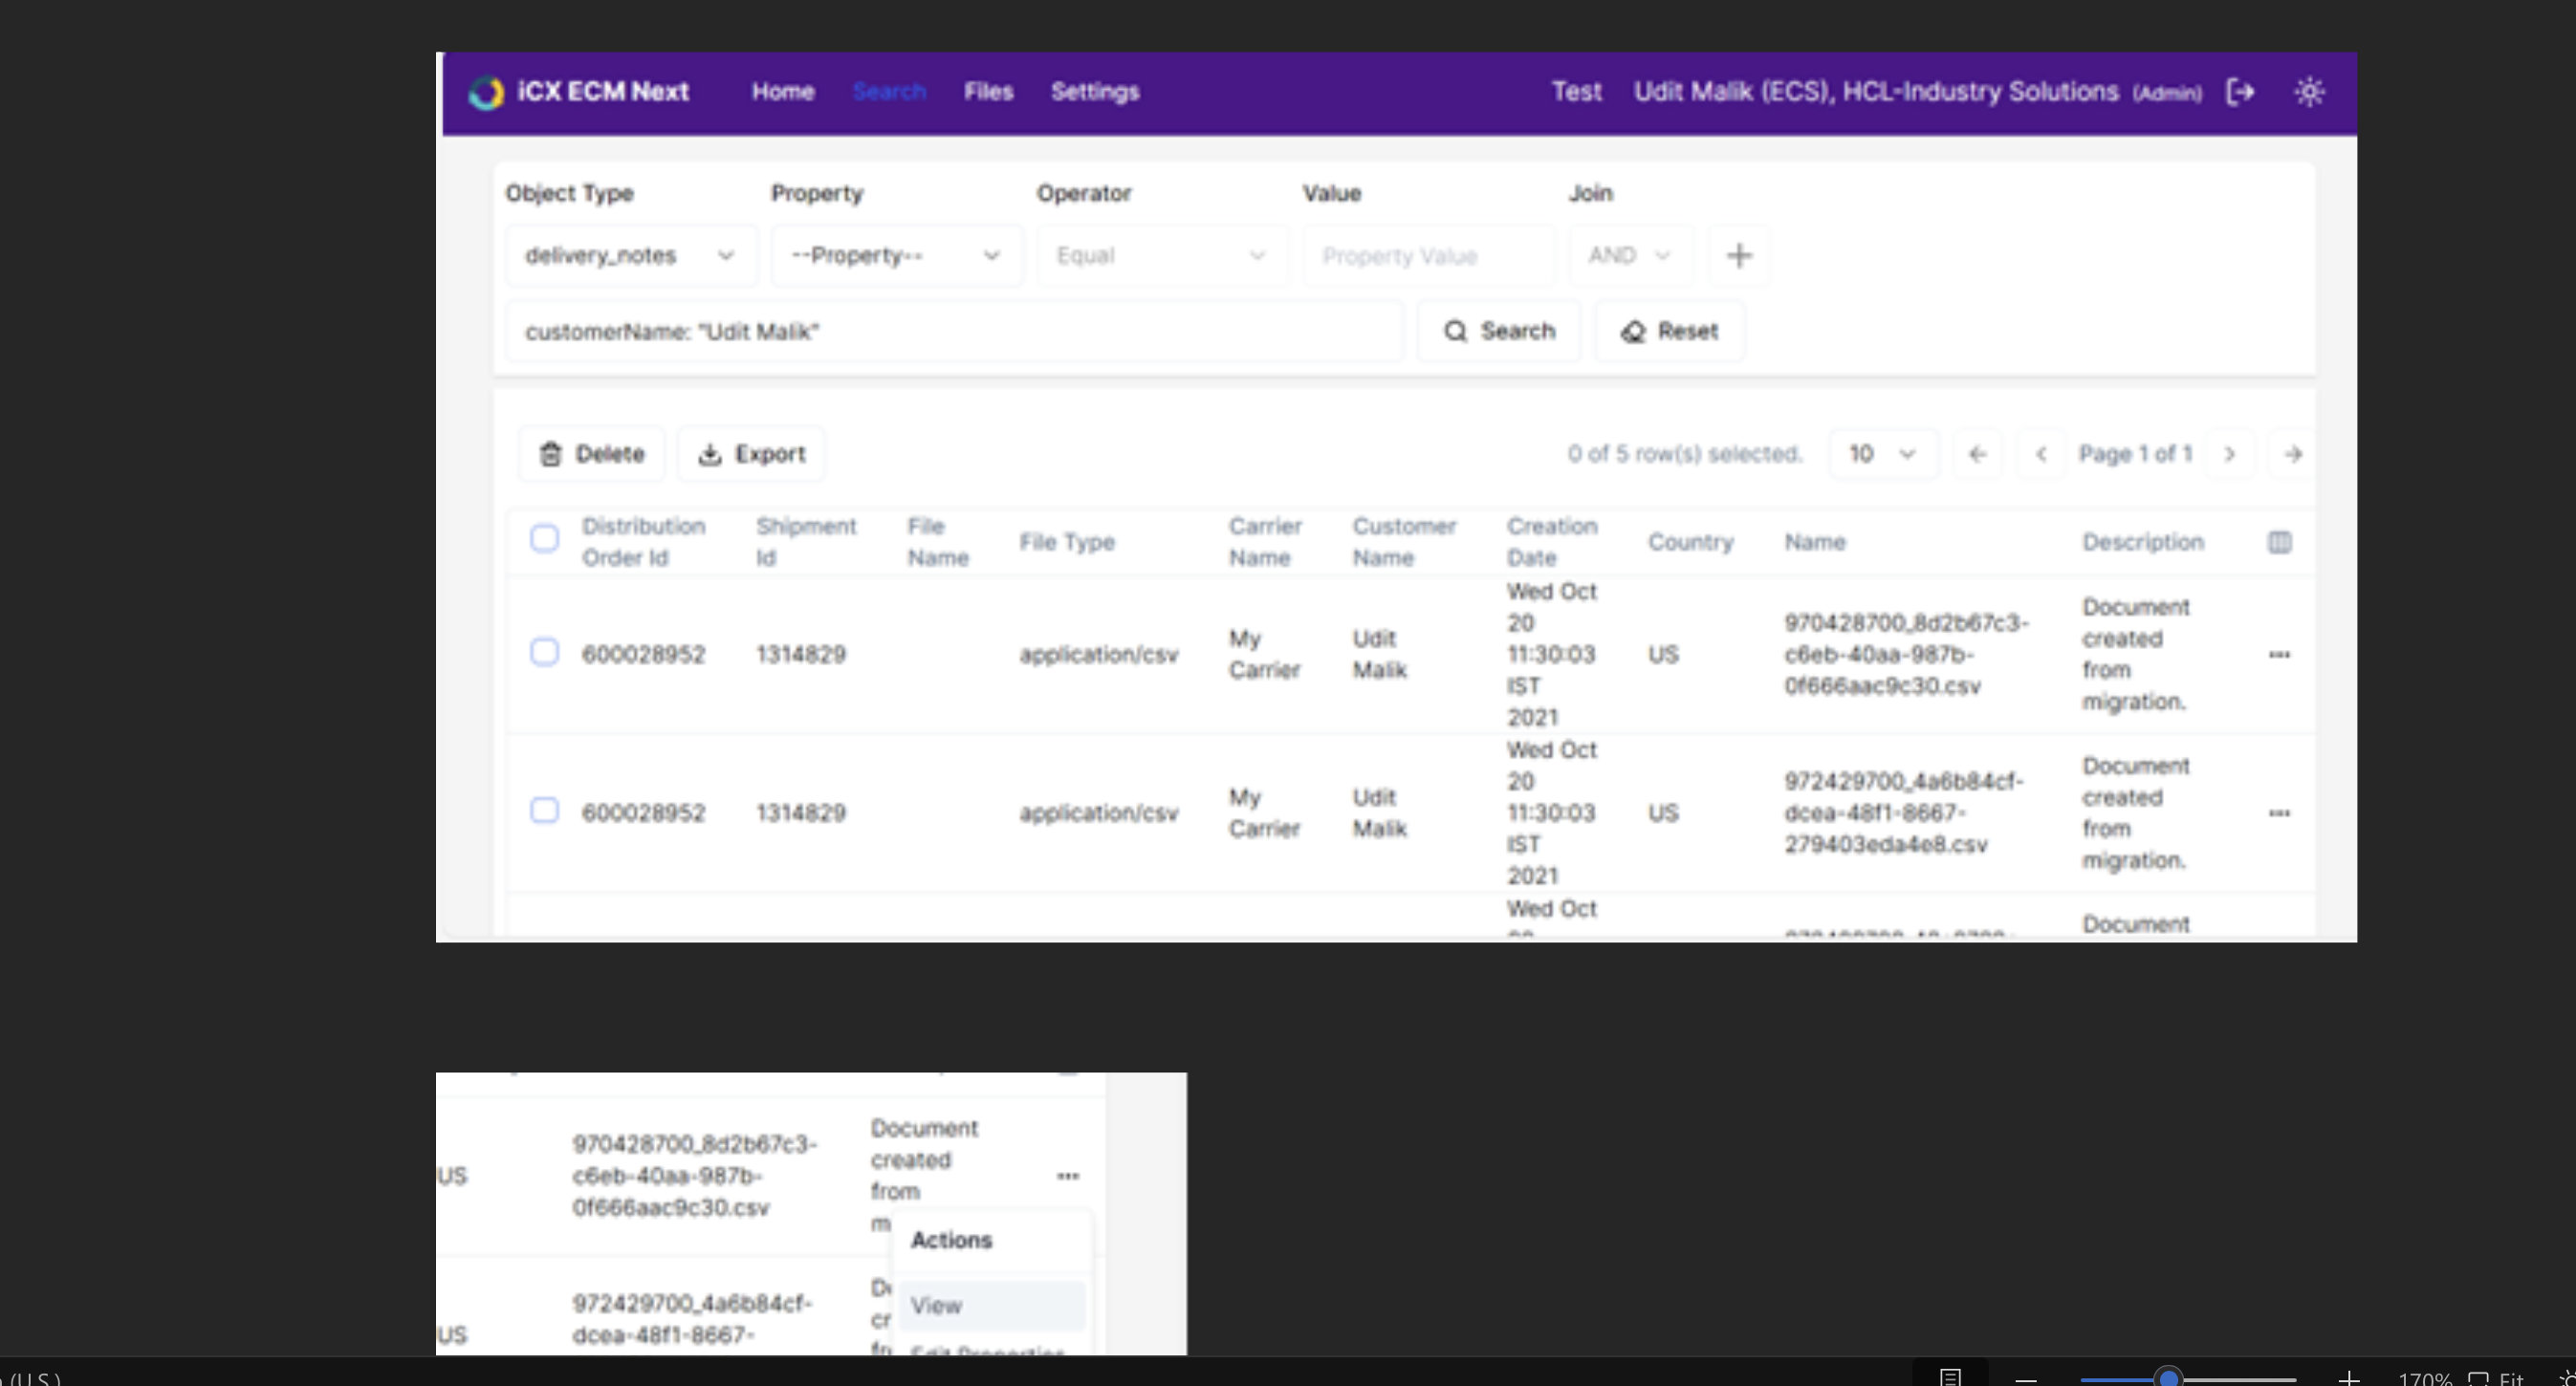 iCX ECM Next Home Search Files Settings Test Udit Malik (ECS), HCL-Industry Solutions (Admin)
Object Type Property Operator Value Join
delivery_notes --Property-- Equal Property Value AND
customerName: "Udit Malik" Search Reset
Delete Export 0 of 5 row(s) selected. 10 Page 1 of 1
Distribution Shipment File File Type Carrier Customer Creation Country Name Description
Order Id Id Name Name Name Date
Wed Oct
20 970428700_8d2b67c3- Document
600028952 1314829 application/csv My Udit 11:30:03 US c6eb-40aa-987b- created
Carrier Malik IST 0f666aac9c30.csv from
2021 migration.
Wed Oct
20 972429700_4a6b84cf- Document
600028952 1314829 application/csv My Udit 11:30:03 US dcea-48f1-8667- created
Carrier Malik IST 279403eda4e8.csv from
2021 migration.
Wed Oct Document
970428700_8d2b67c3- Document
US c6eb-40aa-987b- created
0f666aac9c30.csv from
Actions
972429700_4a6b84cf- View
US dcea-48f1-8667-
Edit Properties
(U.S.) 170% Fit